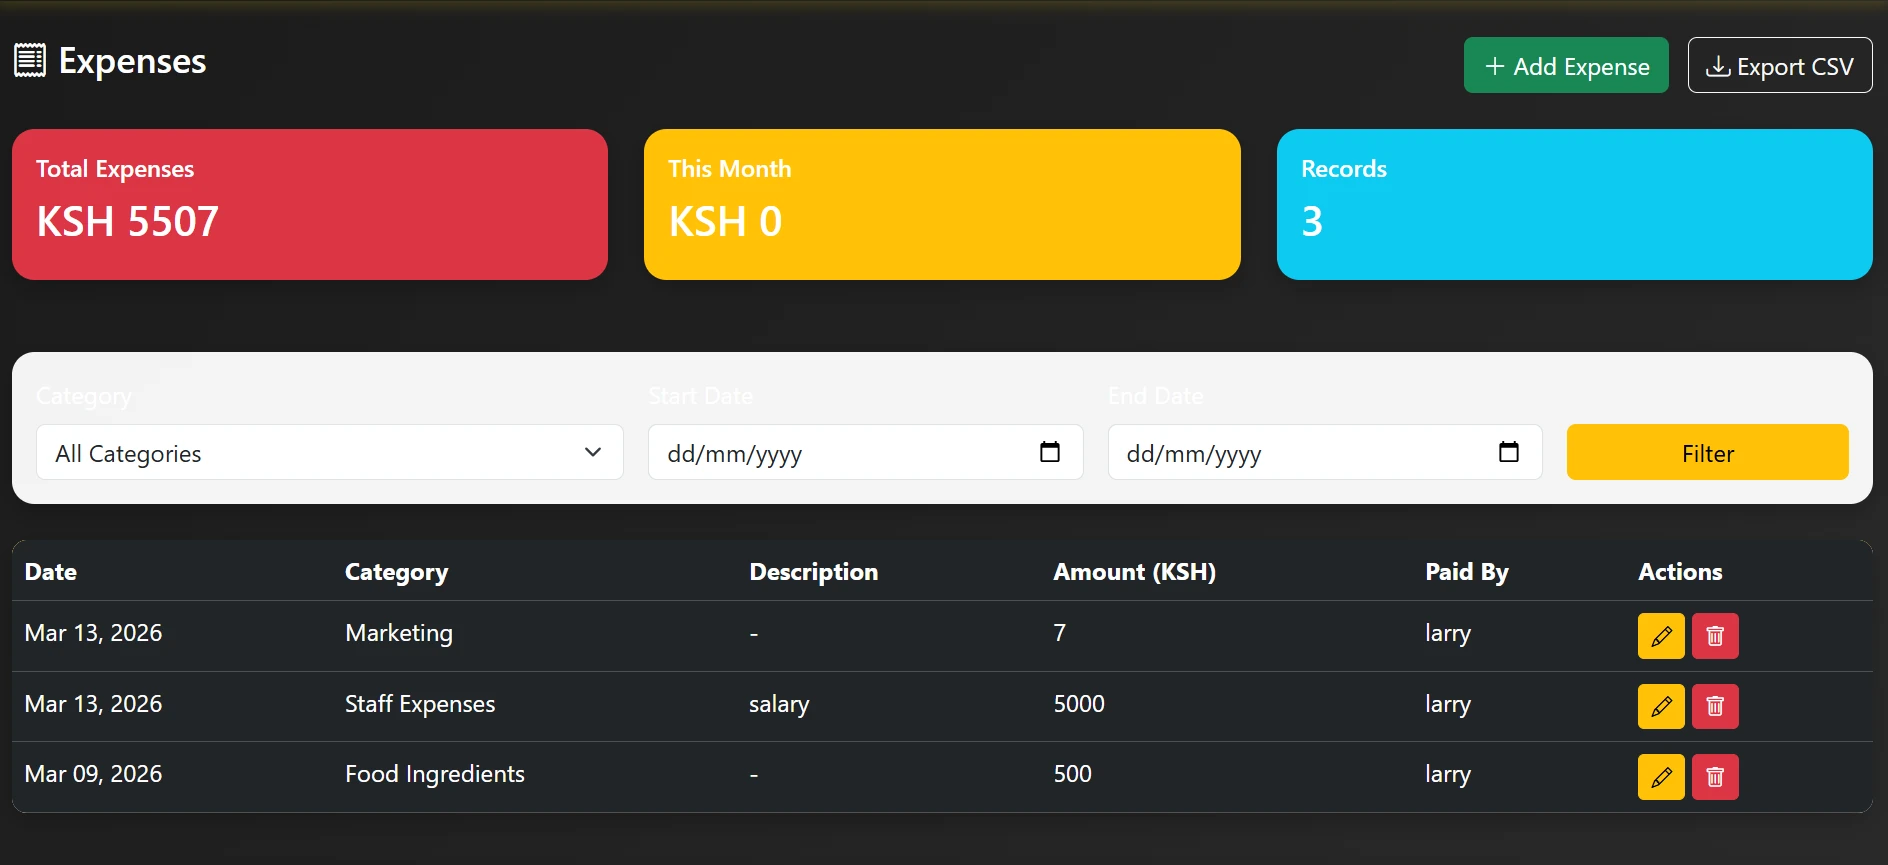 Expenses
+ Add Expense
Export CSV
Total Expenses
KSH 5507
This Month
KSH 0
Records
3
Category
Start Date
End Date
All Categories
dd/mm/yyyy
dd/mm/yyyy
Filter
Date Category Description Amount (KSH) Paid By Actions
Mar 13, 2026 Marketing - 7 larry
Mar 13, 2026 Staff Expenses salary 5000 larry
Mar 09, 2026 Food Ingredients - 500 larry